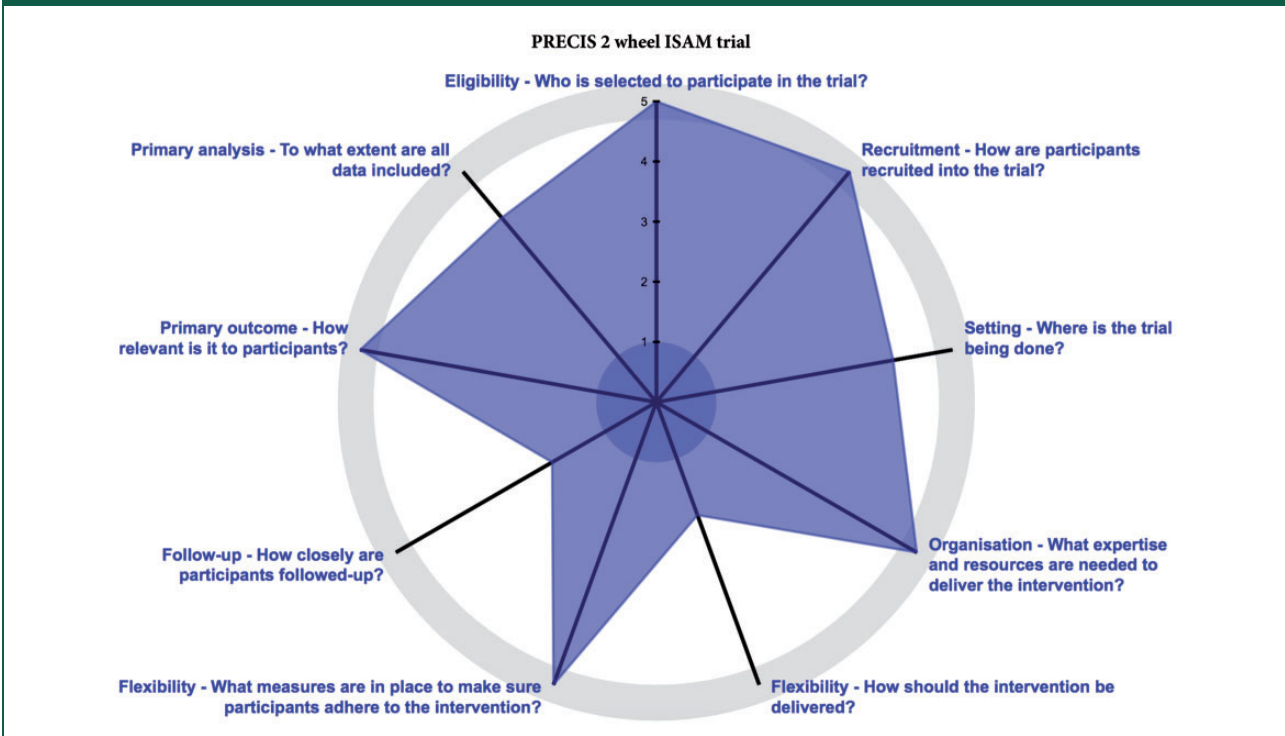 PRECIS 2 wheel ISAM trial
Eligibility - Who is selected to participate in the trial?
5
4
3
2
1
Recruitment - How are participants
recruited into the trial?
Setting - Where is the trial
being done?
Organisation - What expertise
and resources are needed to
deliver the intervention?
Flexibility - How should the intervention be
delivered?
Flexibility - What measures are in place to make sure
participants adhere to the intervention?
Follow-up - How closely are
participants followed-up?
Primary outcome - How
relevant is it to participants?
Primary analysis - To what extent are all
data included?